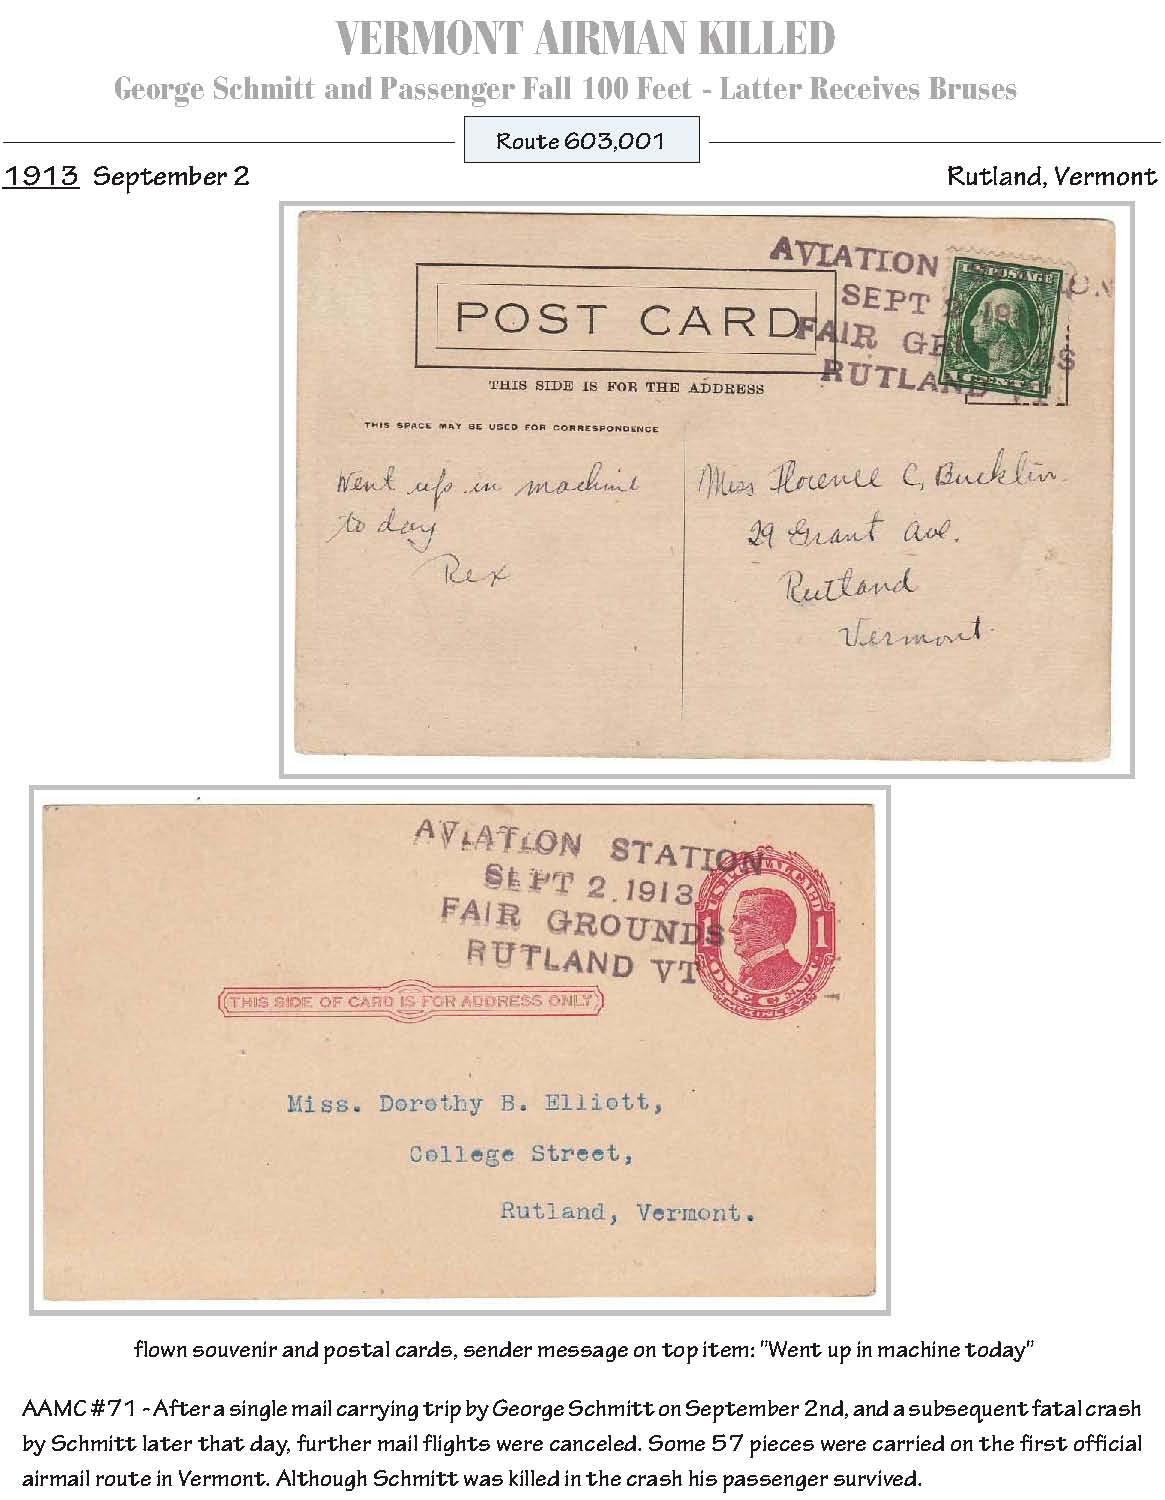 VERMONT AIRMAN KILLED
George Schmitt and Passenger Fall 100 Feet - Latter Receives Bruses
Route 603,001
1913 September 2
Rutland, Vermont
AVIATION
SEPT 2 191
FAIR GR DS
RUTLAND VT
U.S. POSTAGE
POST CARD
THIS SIDE IS FOR THE ADDRESS
THIS SPACE MAY BE USED FOR CORRESPONDENCE
Went up in machine
to day
Rex
Miss Florence C. Bucklin
29 Grant Ave.
Rutland
Vermont.
AVIATION STATION
SEPT 2.1913
FAIR GROUNDS
RUTLAND VT
1 1
THIS SIDE OF CARD IS FOR ADDRESS ONLY
Miss. Dorothy B. Elliott,
College Street,
Rutland, Vermont.
flown souvenir and postal cards, sender message on top item: "Went up in machine today"
AAMC #71 - After a single mail carrying trip by George Schmitt on September 2nd, and a subsequent fatal crash
by Schmitt later that day, further mail flights were canceled. Some 57 pieces were carried on the first official
airmail route in Vermont. Although Schmitt was killed in the crash his passenger survived.